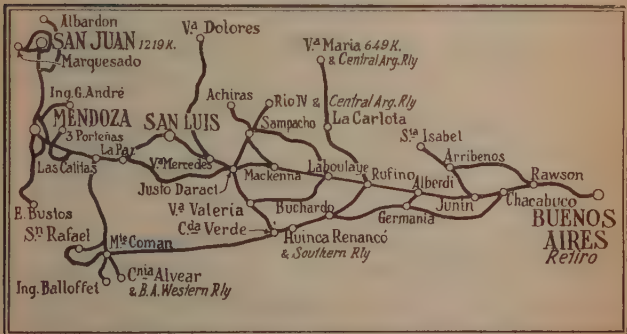 Albardon
SAN JUAN 1219 K.
Marquesado
Vª Dolores
Vª Maria 649 K.
& Central Arg. Rly
Ing. G. André
MENDOZA
3 Porteñas
La Paz
Las Catitas
SAN LUIS
Vª Mercedes
Justo Daract
Achiras
Rio IV & Central Arg. Rly
Sampacho
La Carlota
Mackenna
Laboulaye
Rufino
Sta Isabel
Arribenos
Alberdi
Junin
Rawson
Chacabuco
BUENOS
AIRES
Retiro
E. Bustos
Sn Rafael
Mte Coman
Ing. Balloffet
Cnia Alvear
& B.A. Western Rly
Vª Valeria
Cda Verde
Buchardo
Germania
Huinca Renancó
& Southern Rly